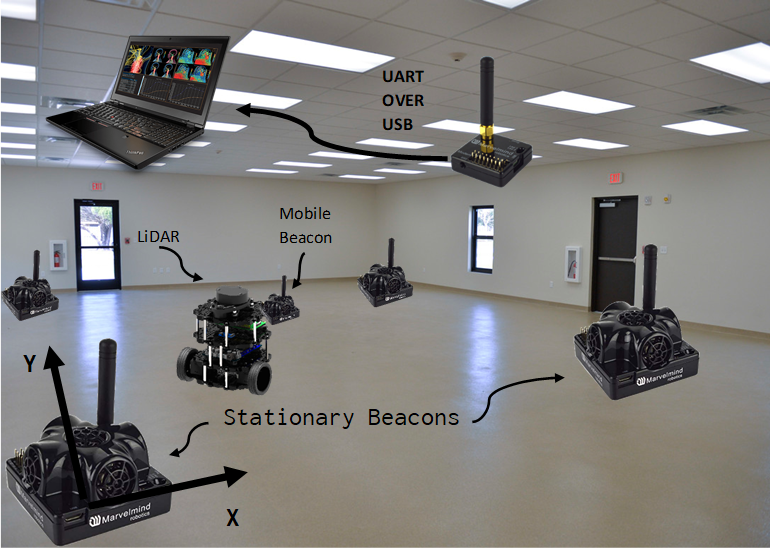 UART
OVER
USB
Mobile
Beacon
LiDAR
Marvelmind
robotics
Y
Stationary Beacons
Marvelmind
robotics
X